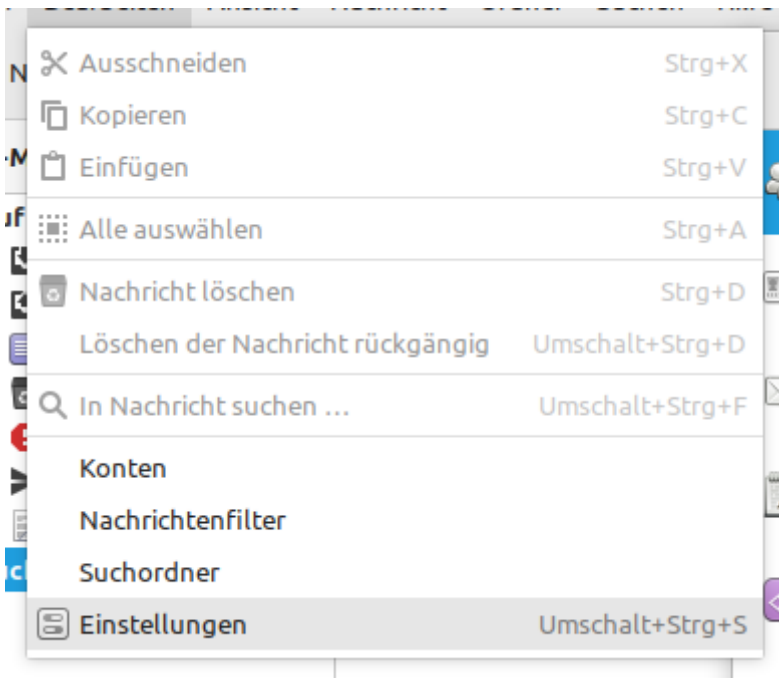 Ausschneiden Strg+X
Kopieren Strg+C
Einfügen Strg+V
Alle auswählen Strg+A
Nachricht löschen Strg+D
Löschen der Nachricht rückgängig Umschalt+Strg+D
In Nachricht suchen … Umschalt+Strg+F
Konten
Nachrichtenfilter
Suchordner
Einstellungen Umschalt+Strg+S